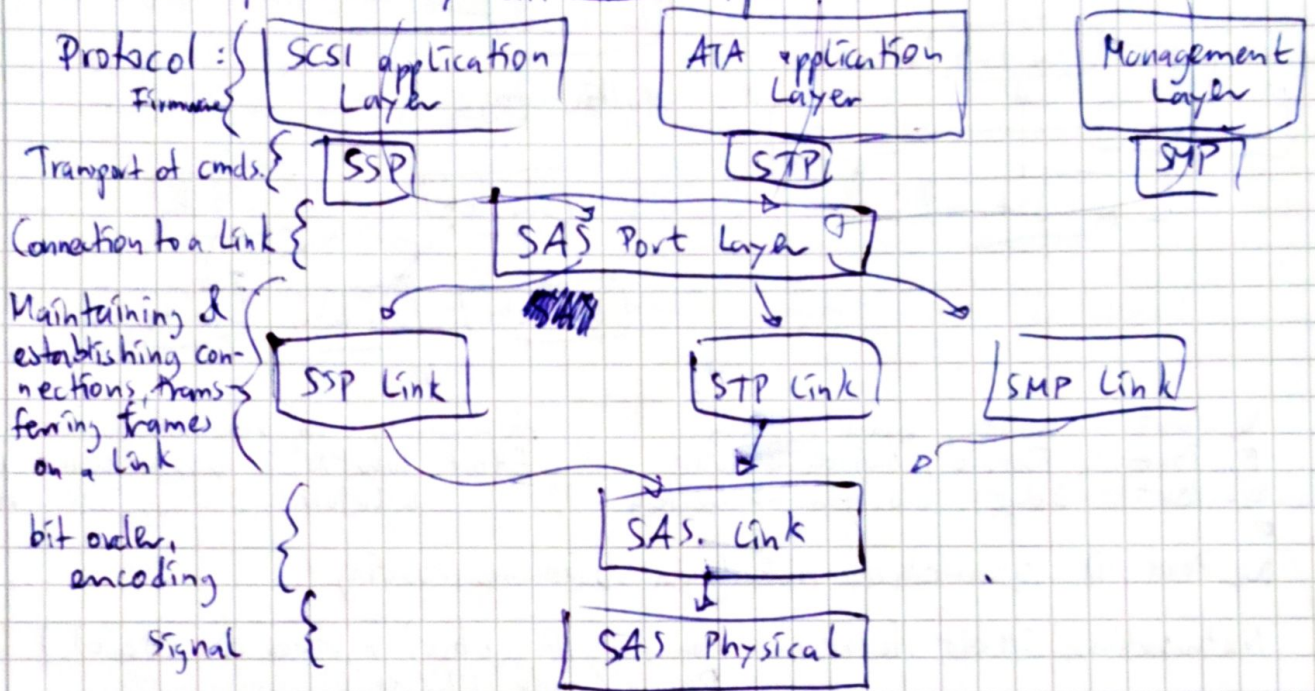 Protocol :
Firmware
SCSI application
Layer
ATA application
Layer
Management
Layer
Transport of cmds.
SSP
STP
SMP
Connection to a Link
SAS Port Layer
Maintaining &
establishing con-
nections, trans-
ferring frames
on a Link
SSP Link
STP Link
SMP Link
bit order,
encoding
SAS. Link
Signal
SAS Physical